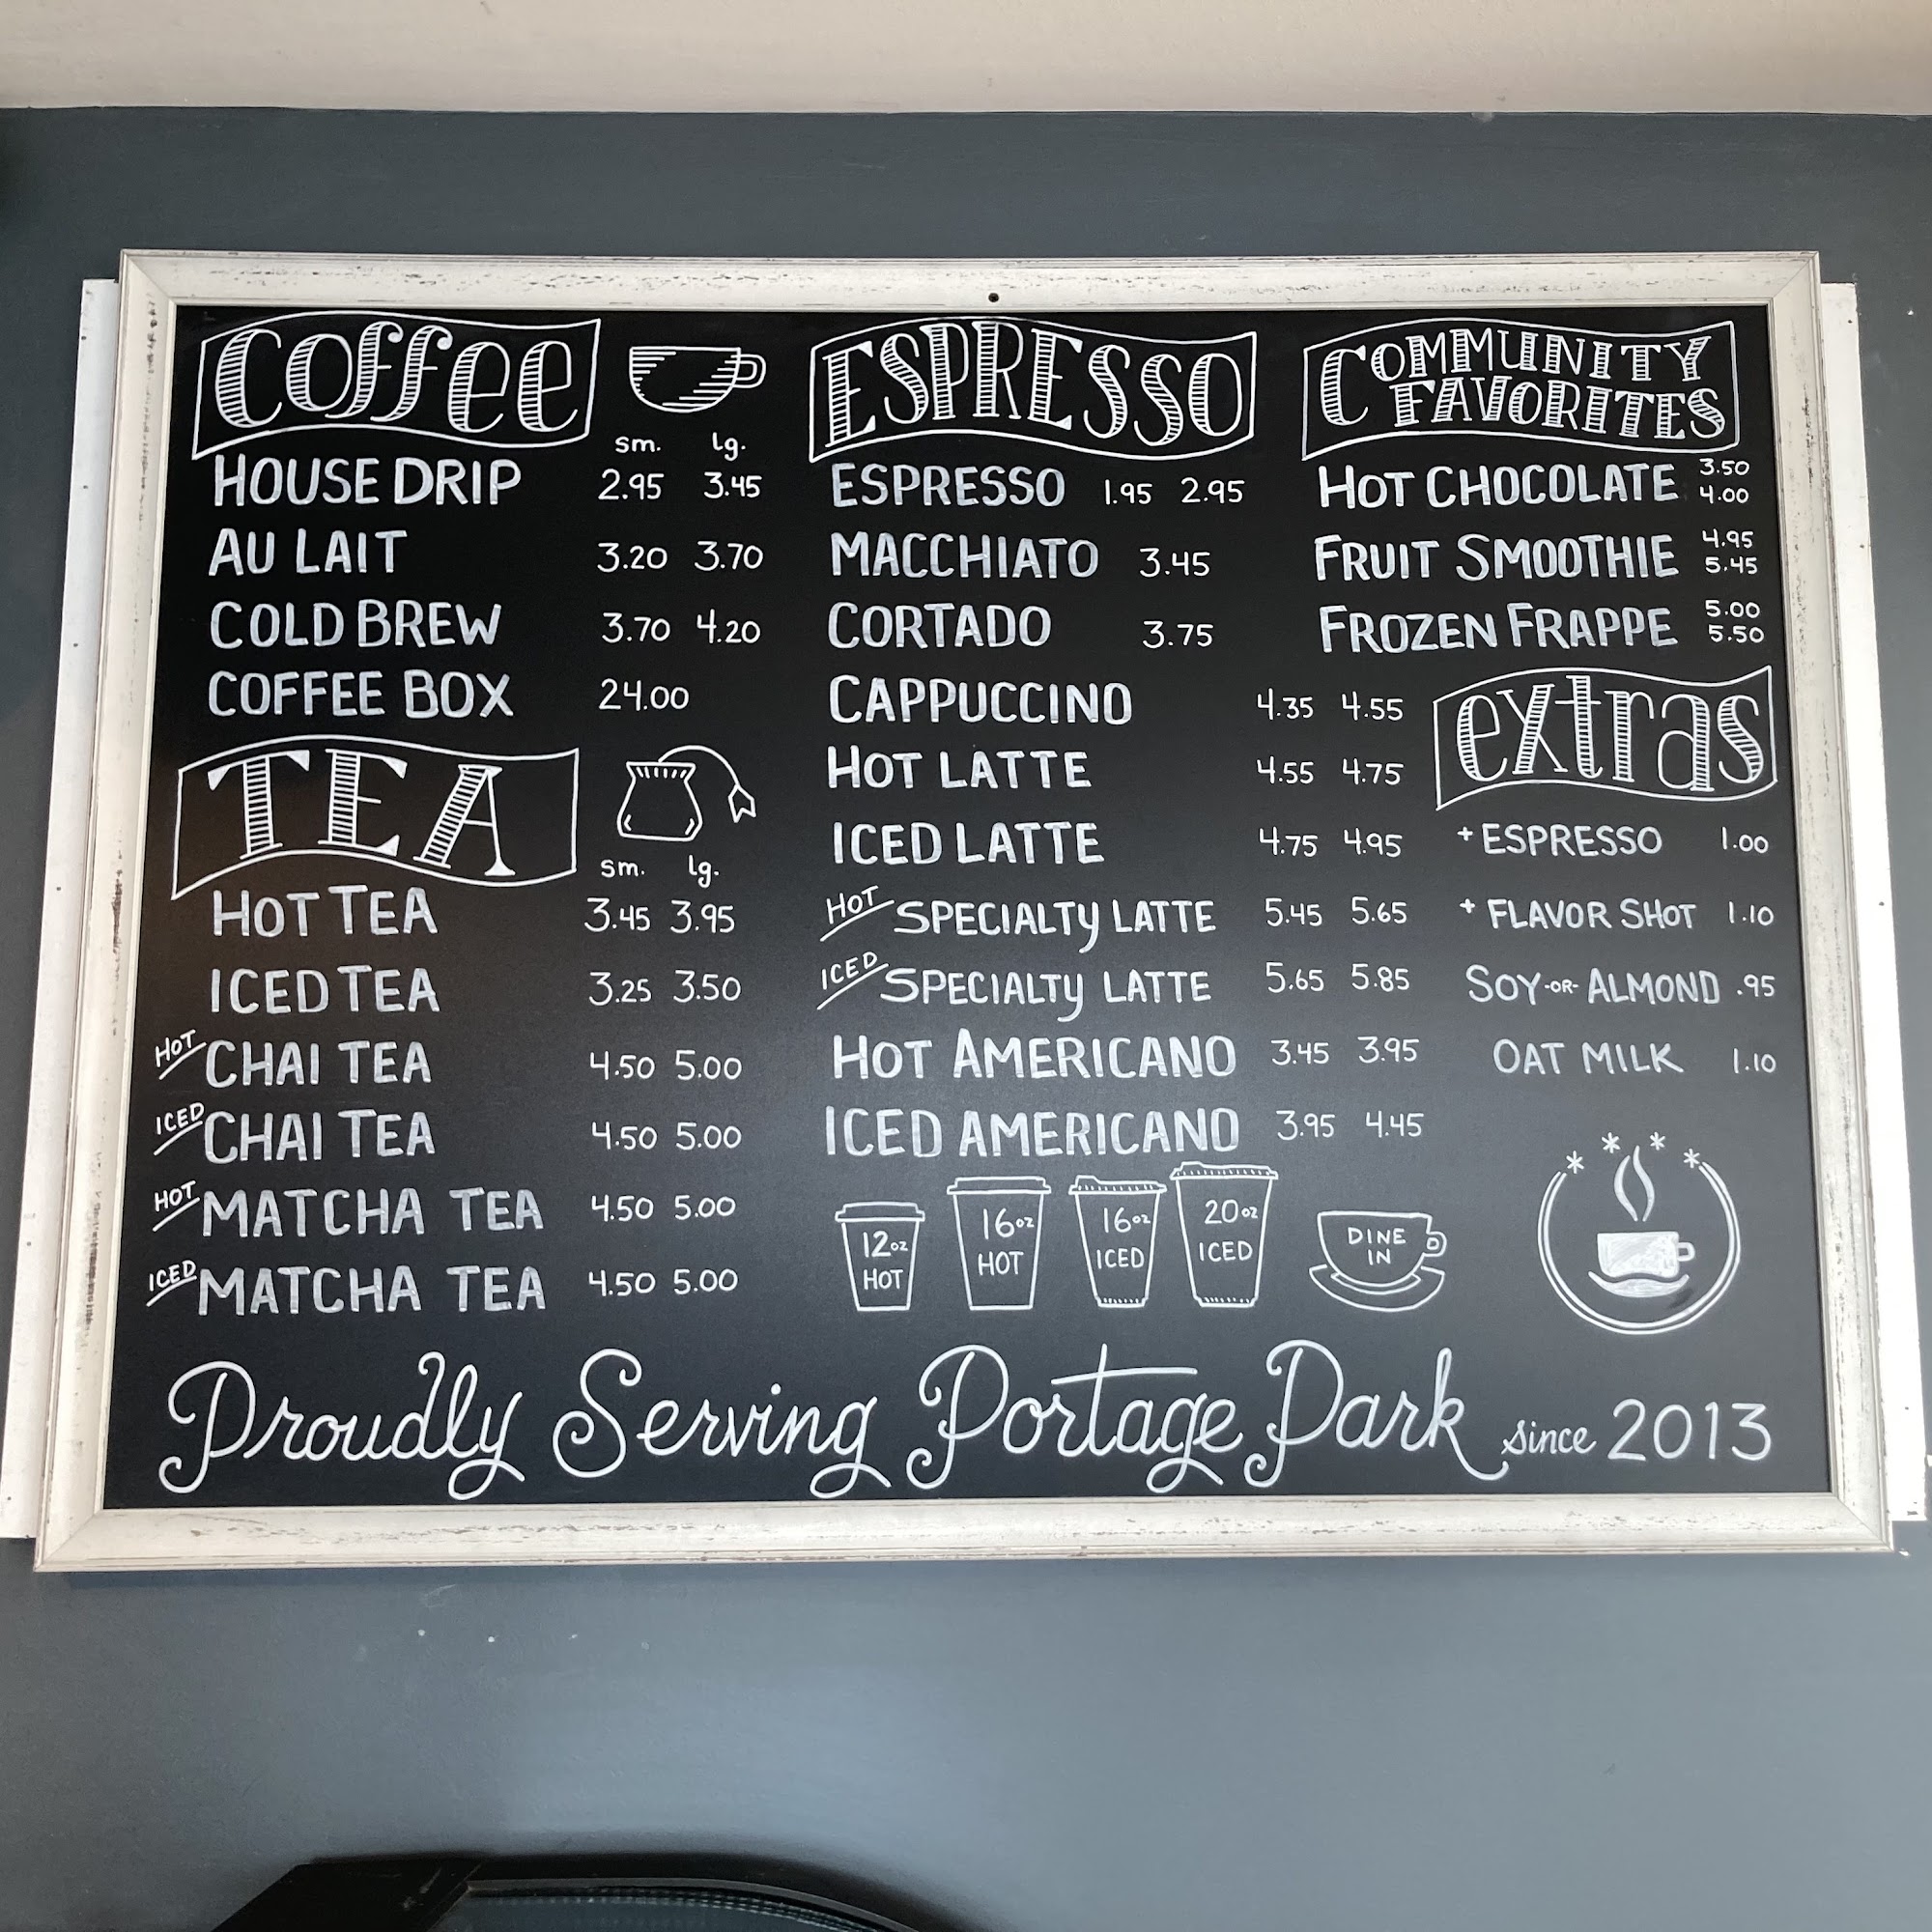 Coffee
sm. lg.
HOUSE DRIP 2.95 3.45
AU LAIT 3.20 3.70
COLD BREW 3.70 4.20
COFFEE BOX 24.00
TEA
sm. lg.
HOT TEA 3.45 3.95
ICED TEA 3.25 3.50
HOT CHAI TEA 4.50 5.00
ICED CHAI TEA 4.50 5.00
HOT MATCHA TEA 4.50 5.00
ICED MATCHA TEA 4.50 5.00
ESPRESSO
ESPRESSO 1.95 2.95
MACCHIATO 3.45
CORTADO 3.75
CAPPUCCINO 4.35 4.55
HOT LATTE 4.55 4.75
ICED LATTE 4.75 4.95
HOT SPECIALTY LATTE 5.45 5.65
ICED SPECIALTY LATTE 5.65 5.85
HOT AMERICANO 3.45 3.95
ICED AMERICANO 3.95 4.45
12oz
HOT
16oz
HOT
16oz
ICED
20oz
ICED
DINE
IN
COMMUNITY
FAVORITES
HOT CHOCOLATE 3.50
4.00
FRUIT SMOOTHIE 4.95
5.45
FROZEN FRAPPE 5.00
5.50
extras
+ ESPRESSO 1.00
+ FLAVOR SHOT 1.10
SOY -OR- ALMOND .95
OAT MILK 1.10
Proudly Serving Portage Park since 2013